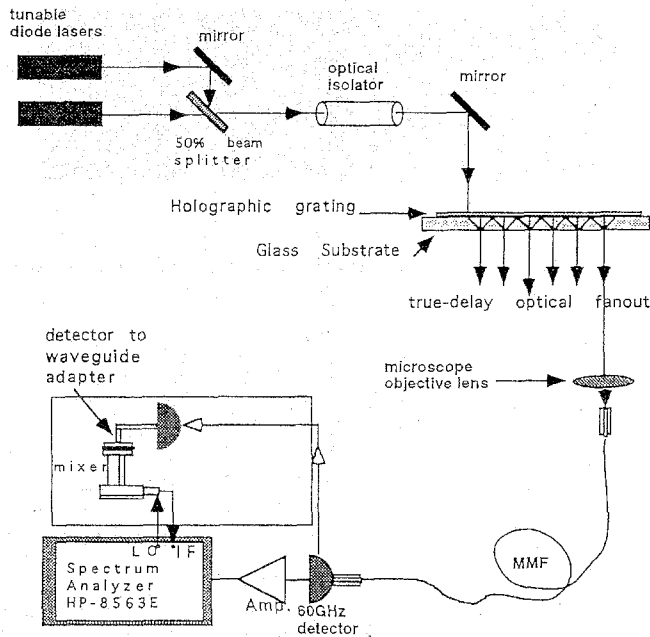 tunable
diode lasers
mirror
optical
isolator
mirror
50% beam
splitter
Holographic grating
Glass Substrate
true-delay optical fanout
detector to
waveguide
adapter
microscope
objective lens
mixer
LO IF
Spectrum
Analyzer
HP-8563E
Amp.
60GHz
detector
MMF